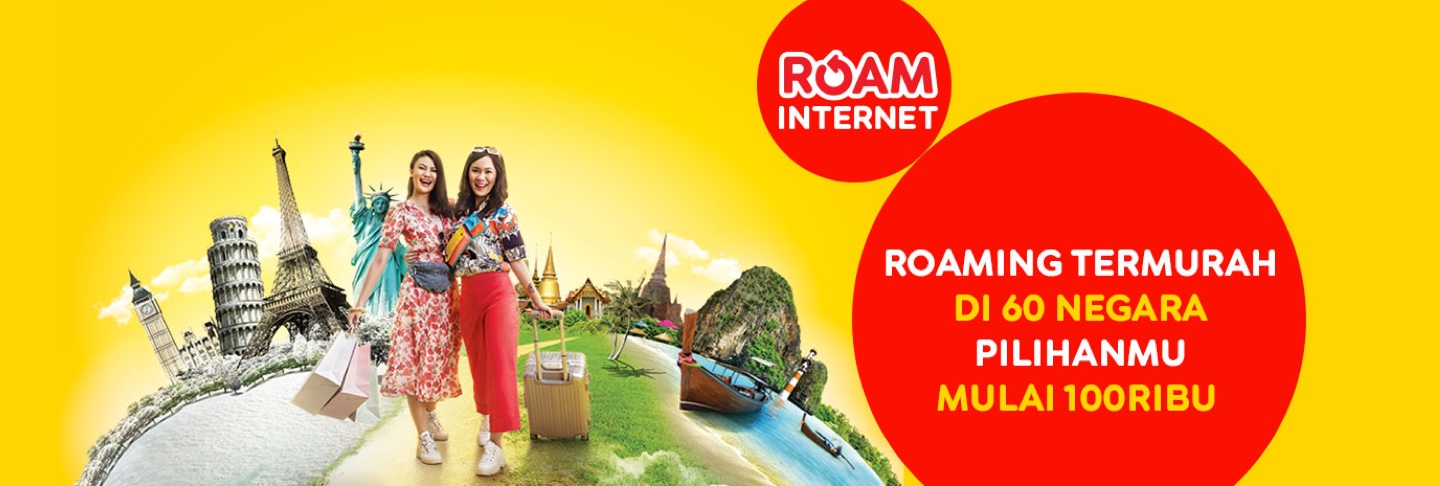 ROAM
INTERNET
ROAMING TERMURAH
DI 60 NEGARA
PILIHANMU
MULAI 100RIBU